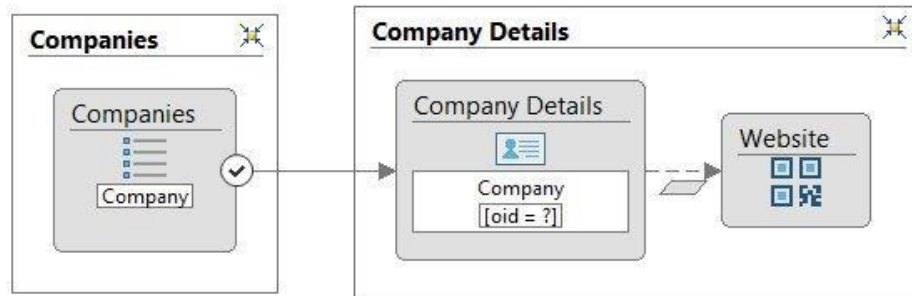 Companies
Companies
Company
Company Details
Company Details
Company
[oid = ?]
Website